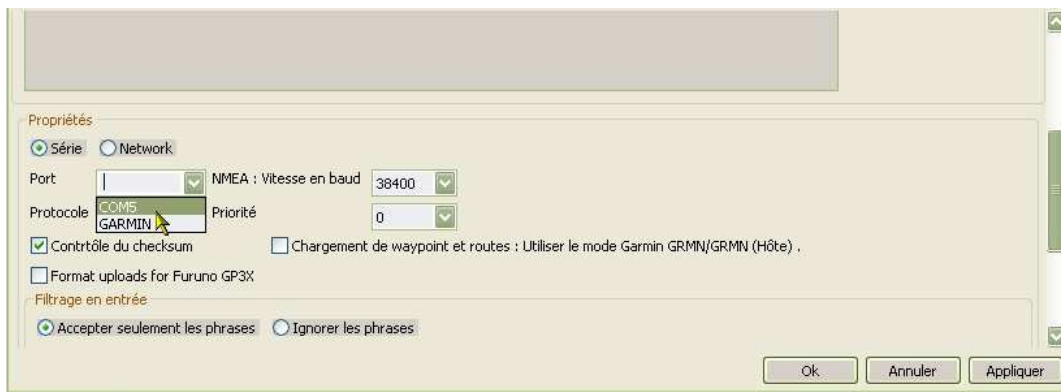 Propriétés
Série Network
Port NMEA : Vitesse en baud 38400
COM5
Protocole Priorité 0
GARMIN
Contrtôle du checksum Chargement de waypoint et routes : Utiliser le mode Garmin GRMN/GRMN (Hôte) .
Format uploads for Furuno GP3X
Filtrage en entrée
Accepter seulement les phrases Ignorer les phrases
Ok Annuler Appliquer